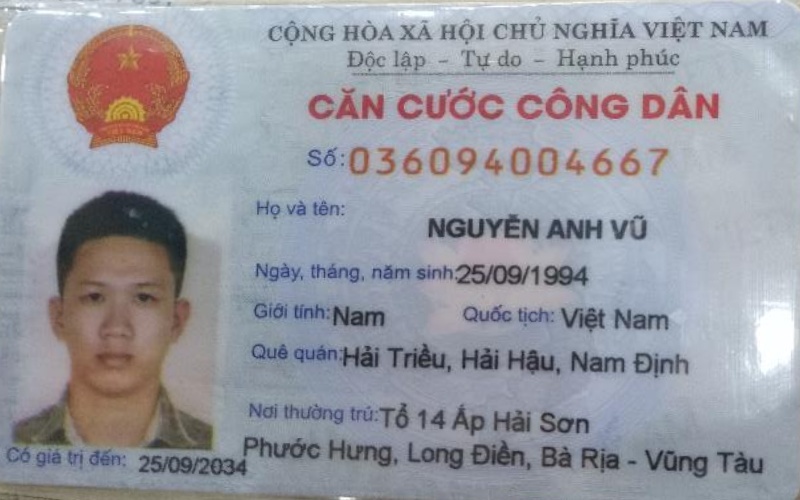 CỘNG HÒA XÃ HỘI CHỦ NGHĨA VIỆT NAM
Độc lập – Tự do – Hạnh phúc
CĂN CƯỚC CÔNG DÂN
Số: 036094004667
Họ và tên:
NGUYỄN ANH VŨ
Ngày, tháng, năm sinh: 25/09/1994
Giới tính: Nam Quốc tịch: Việt Nam
Quê quán: Hải Triều, Hải Hậu, Nam Định
Nơi thường trú: Tổ 14 Ấp Hải Sơn
Phước Hưng, Long Điền, Bà Rịa - Vũng Tàu
Có giá trị đến: 25/09/2034